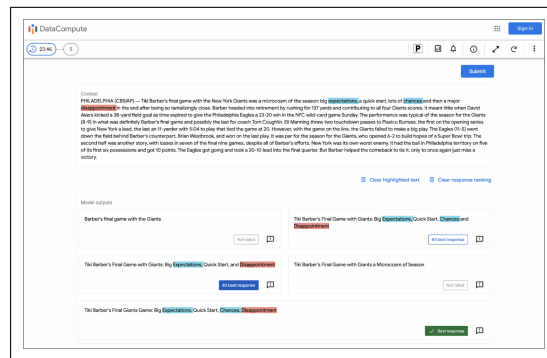 DataCompute
Sign in
23:46
5
P
Submit
Context
PHILADELPHIA (CBS/AP) — Tiki Barber's final game with the New York Giants was a microcosm of the season: big expectations, a quick start, lots of chances and then a major
disappointment in the end after being so tantalizingly close. Barber headed into retirement by rushing for 137 yards and contributing to all four Giants scores. It meant little when David
Akers kicked a 38-yard field goal as time expired to give the Philadelphia Eagles a 23-20 win in the NFC wild-card game Sunday. The performance was typical of the season for the Giants
(8-9) in what was definitely Barber's final game and possibly the last for coach Tom Coughlin. Eli Manning threw two touchdown passes to Plaxico Burress, the first on the opening series
to give New York a lead, the last an 11-yarder with 5:04 to play that tied the game at 20. However, with the game on the line, the Giants failed to make a big play. The Eagles (11-5) went
down the field behind Barber's counterpart, Brian Westbrook, and won on the last play. It was par for the season for the Giants, who opened 6-2 to build hopes of a Super Bowl trip. The
second half was another story, with losses in seven of the final nine games, despite all of Barber's efforts. New York was its own worst enemy. It had the ball in Philadelphia territory on five
of its first six possessions and got 10 points. The Eagles got going and took a 20-10 lead into the final quarter. But Barber helped the comeback to tie it, only to once again just miss a
victory.
Clear highlighted text
Clear response ranking
Model outputs
Barber's final game with the Giants
Not rated
Tiki Barber's Final Game with Giants: Big Expectations, Quick Start, Chances and
Disappointment
#3 best response
Tiki Barber's Final Game with Giants: Big Expectations, Quick Start, and Disappointment
#2 best response
Tiki Barber's Final Game with Giants a Microcosm of Season
Not rated
Tiki Barber's Final Giants Game: Big Expectations, Quick Start, Chances, Disappointment
Best response